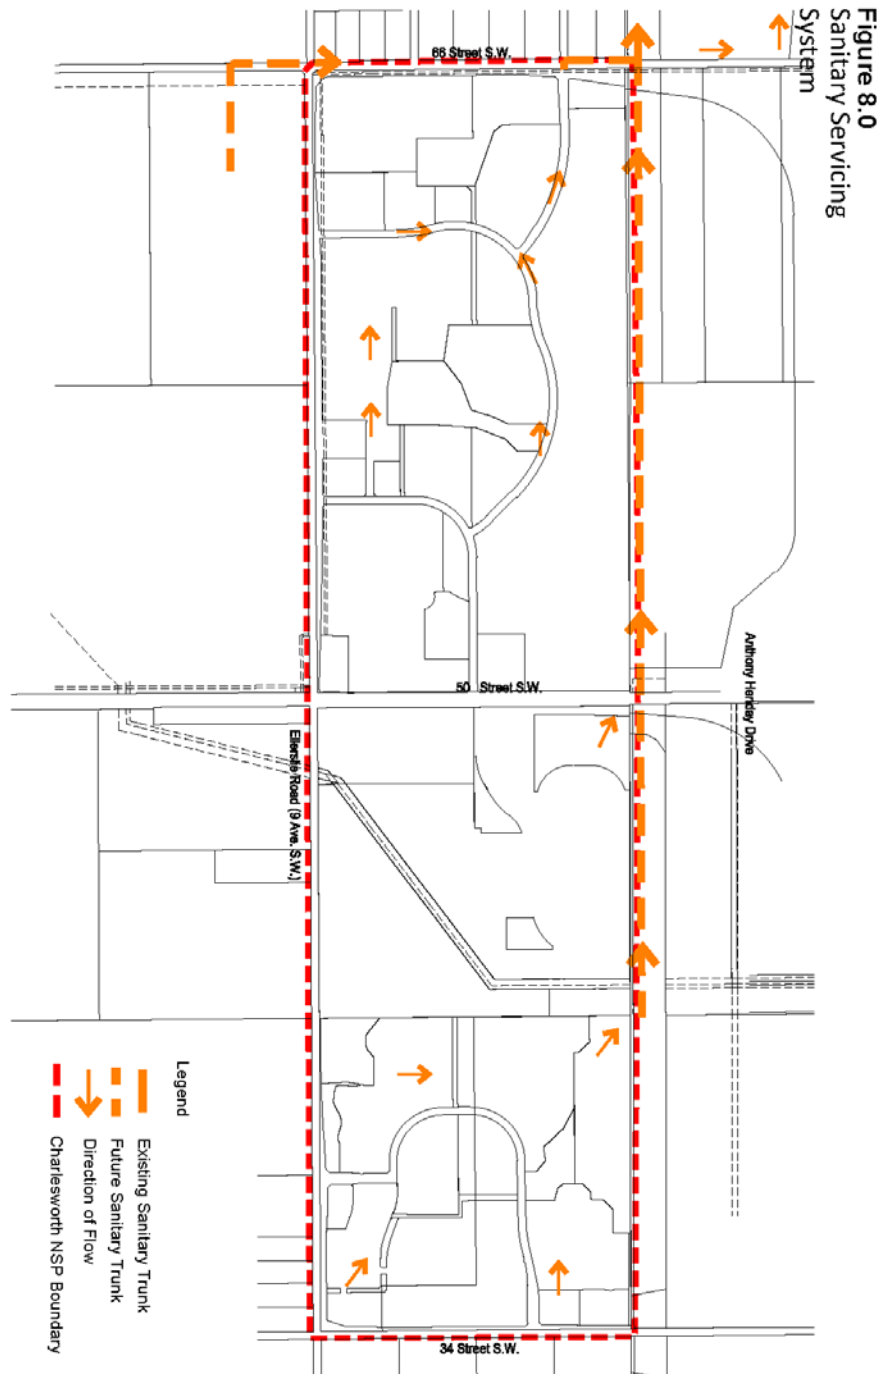 Figure 8.0
Sanitary Servicing
System
66 Street S.W.
Anthony Henday Drive
50 Street S.W.
Ellerslie Road (9 Ave. S.W.)
34 Street S.W.
Legend
Existing Sanitary Trunk
Future Sanitary Trunk
Direction of Flow
Charlesworth NSP Boundary